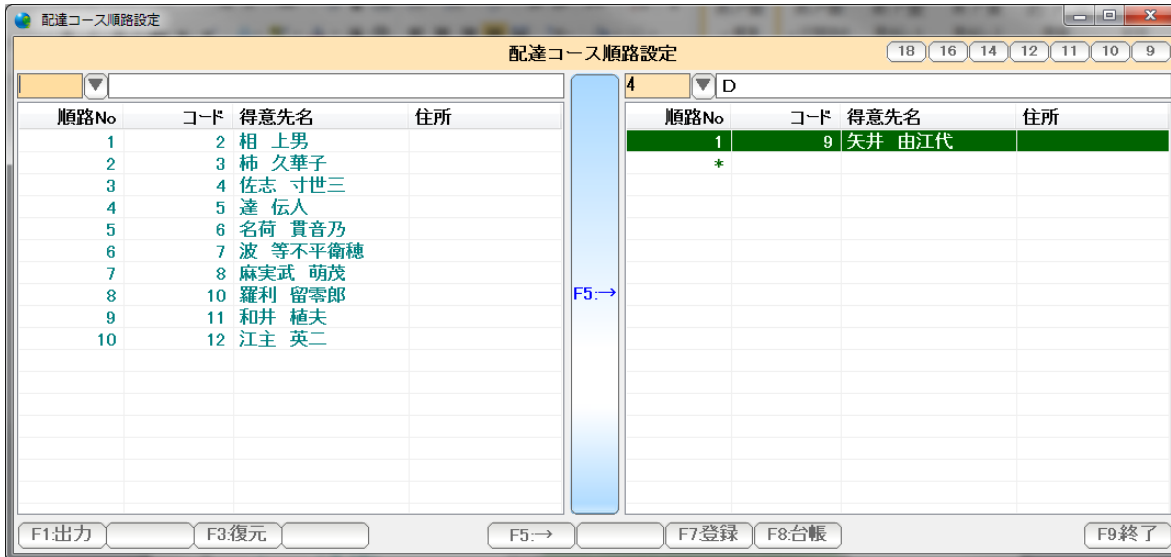 配達コース順路設定
配達コース順路設定 18 16 14 12 11 10 9
4 D
順路No コード 得意先名 住所 順路No コード 得意先名 住所
1 2 相 上男 1 9 矢井 由江代
2 3 柿 久華子 *
3 4 佐志 寸世三
4 5 達 伝人
5 6 名荷 貫音乃
6 7 波 等不平衛穂
7 8 麻実武 萌茂
8 10 羅利 留零郎
9 11 和井 植夫
10 12 江主 英二
F5:→
F1:出力 F3:復元 F5:→ F7:登録 F8:台帳 F9:終了